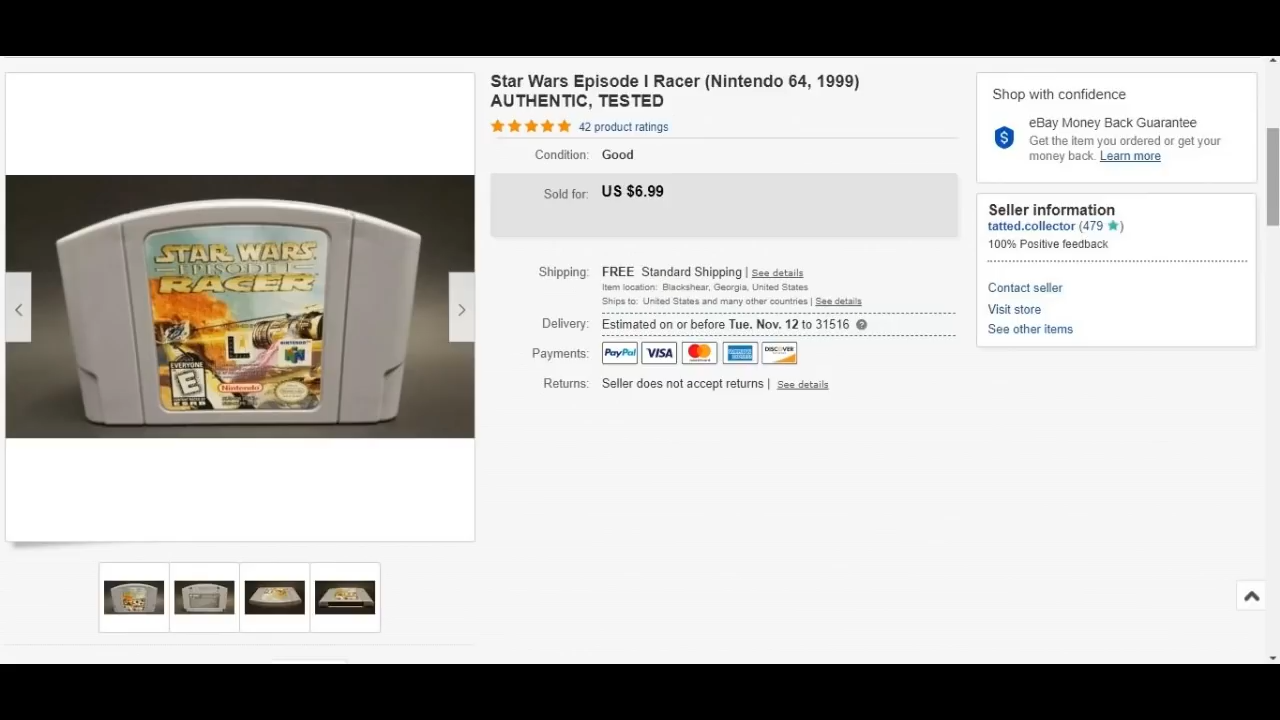 Star Wars Episode I Racer (Nintendo 64, 1999)
AUTHENTIC, TESTED
42 product ratings
Condition: Good
Sold for: US $6.99
Shipping: FREE Standard Shipping | See details
Item location: Blackshear, Georgia, United States
Ships to: United States and many other countries | See details
Delivery: Estimated on or before Tue. Nov. 12 to 31516
Payments: PayPal VISA MasterCard DISCOVER
Returns: Seller does not accept returns | See details
Shop with confidence
eBay Money Back Guarantee
Get the item you ordered or get your
money back. Learn more
Seller information
tatted.collector (479)
100% Positive feedback
Contact seller
Visit store
See other items
STAR WARS
EPISODE I
RACER
NINTENDO
EVERYONE
E
Nintendo